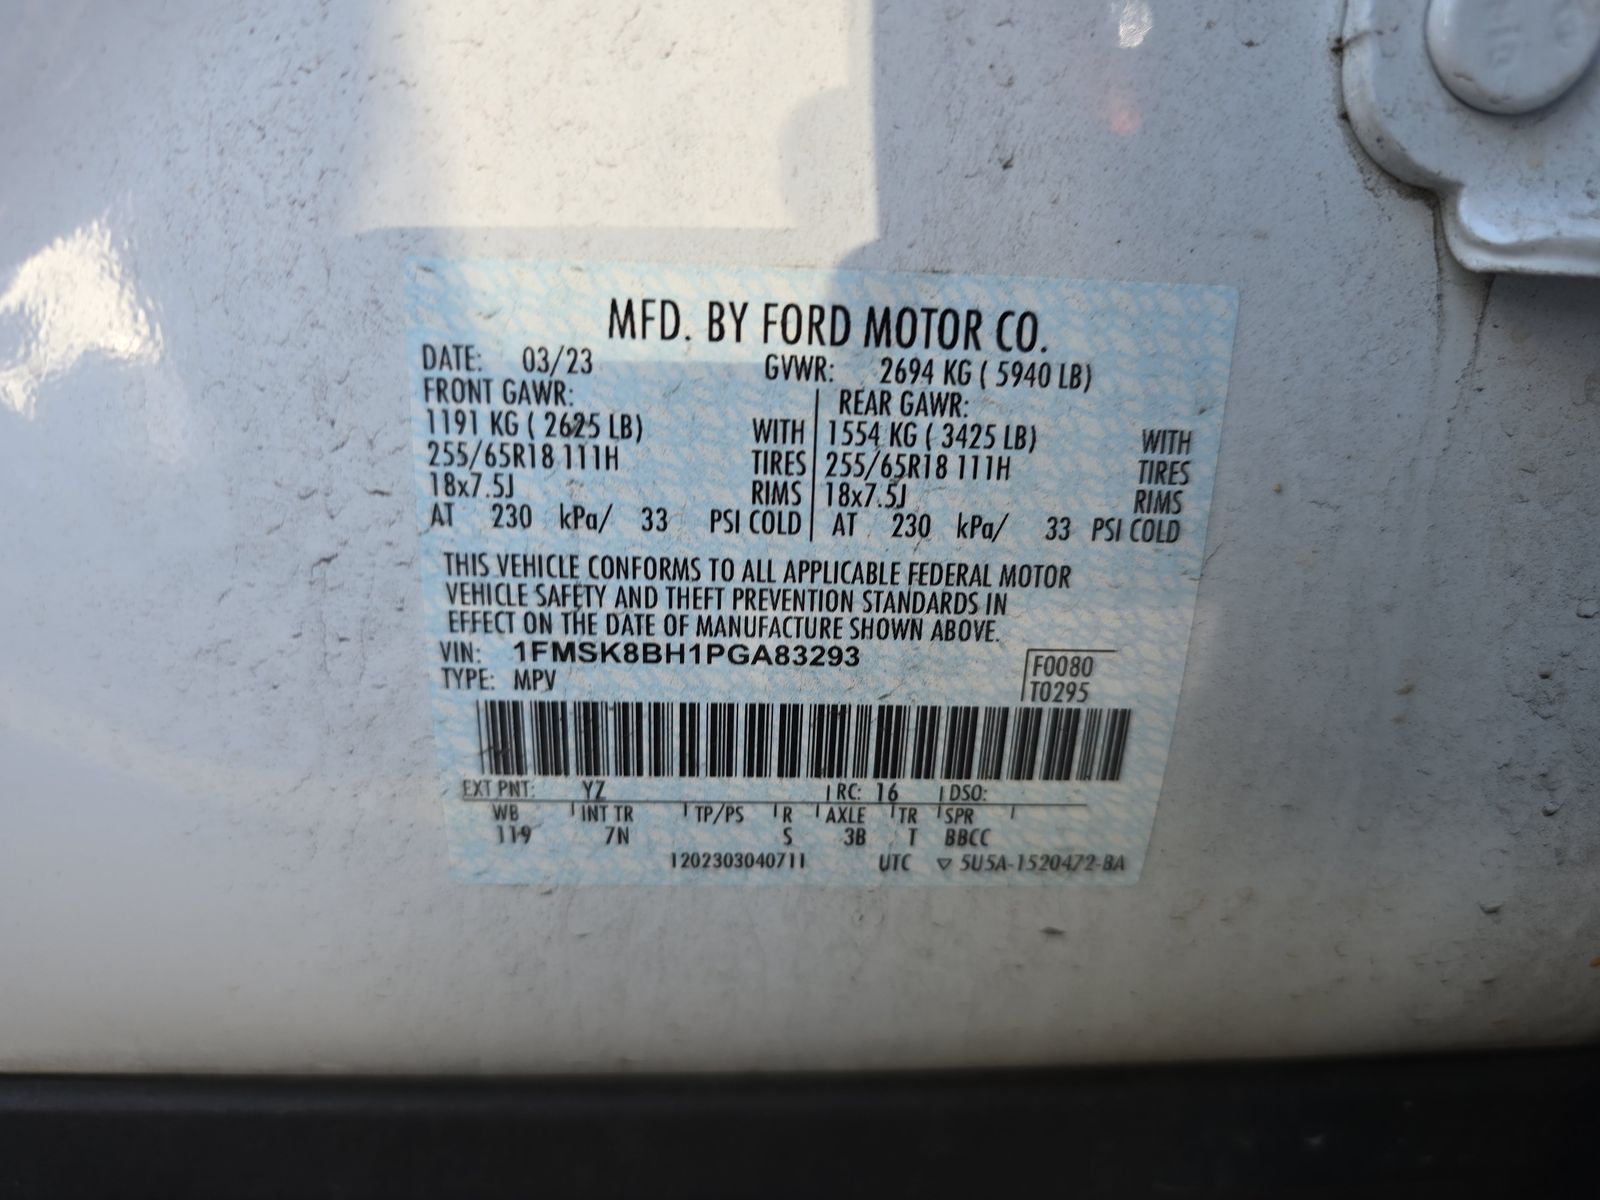 MFD. BY FORD MOTOR CO.
DATE: 03/23 GVWR: 2694 KG ( 5940 LB)
FRONT GAWR: REAR GAWR:
1191 KG ( 2625 LB) WITH 1554 KG ( 3425 LB) WITH
255/65R18 111H TIRES 255/65R18 111H TIRES
18x7.5J RIMS 18x7.5J RIMS
AT 230 kPa/ 33 PSI COLD AT 230 kPa/ 33 PSI COLD
THIS VEHICLE CONFORMS TO ALL APPLICABLE FEDERAL MOTOR
VEHICLE SAFETY AND THEFT PREVENTION STANDARDS IN
EFFECT ON THE DATE OF MANUFACTURE SHOWN ABOVE.
VIN: 1FMSK8BH1PGA83293 F0080
TYPE: MPV T0295
EXT PNT: YZ RC: 16 DSO:
WB INT TR TP/PS R AXLE TR SPR
119 7N S 3B T BBCC
1202303040711 UTC ▽ 5U5A-1520472-BA